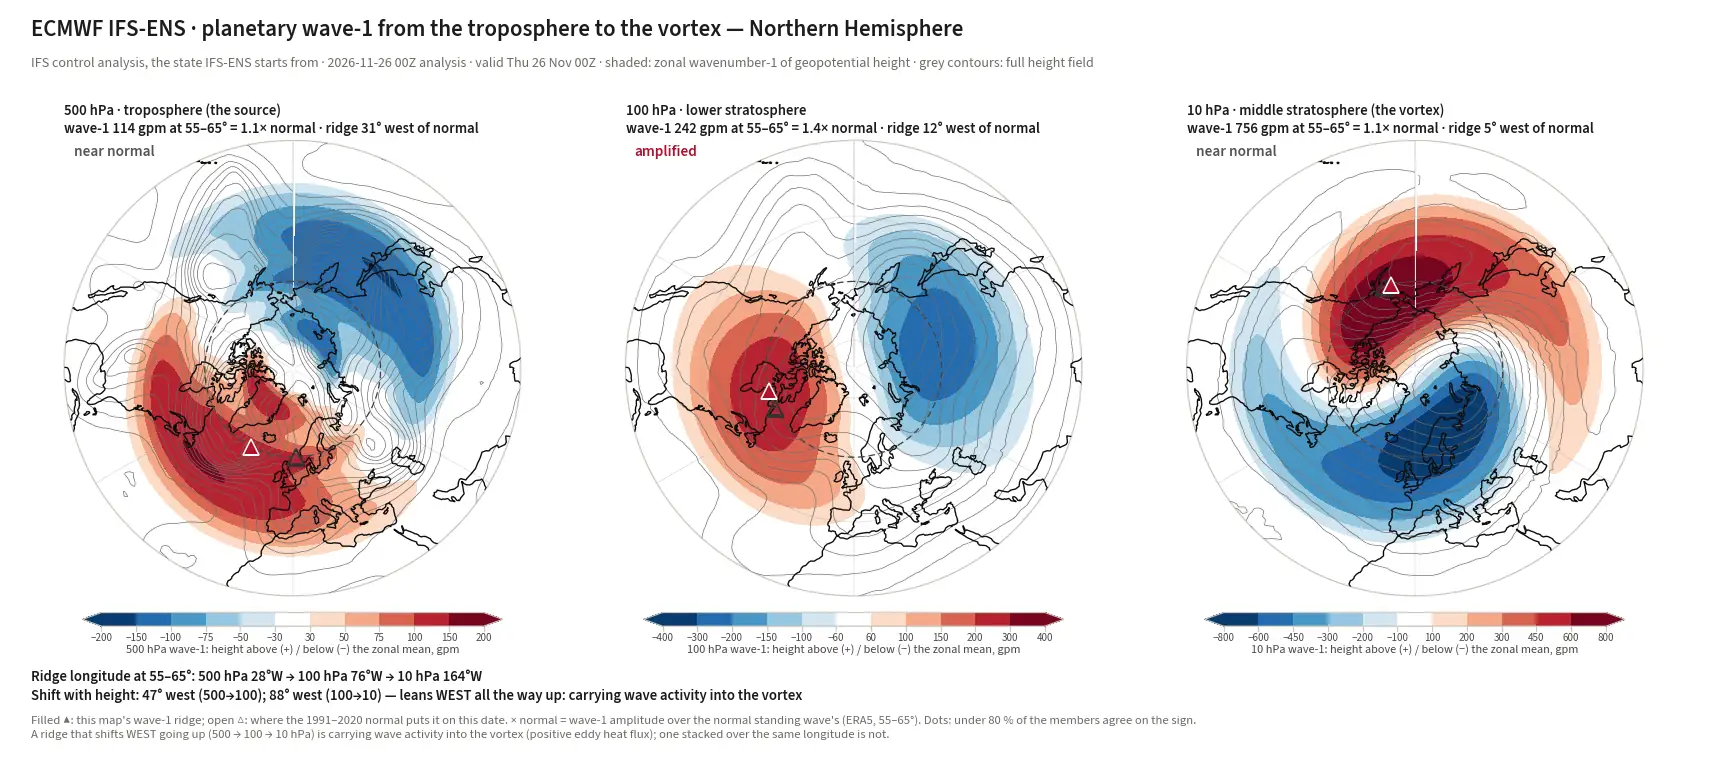 ECMWF IFS-ENS · planetary wave-1 from the troposphere to the vortex — Northern Hemisphere
IFS control analysis, the state IFS-ENS starts from · 2026-11-26 00Z analysis · valid Thu 26 Nov 00Z · shaded: zonal wavenumber-1 of geopotential height · grey contours: full height field
500 hPa · troposphere (the source)
wave-1 114 gpm at 55–65° = 1.1× normal · ridge 31° west of normal
near normal
100 hPa · lower stratosphere
wave-1 242 gpm at 55–65° = 1.4× normal · ridge 12° west of normal
amplified
10 hPa · middle stratosphere (the vortex)
wave-1 756 gpm at 55–65° = 1.1× normal · ridge 5° west of normal
near normal
−200 −150 −100 −75 −50 −30 30 50 75 100 150 200
500 hPa wave-1: height above (+) / below (−) the zonal mean, gpm
−400 −300 −200 −150 −100 −60 60 100 150 200 300 400
100 hPa wave-1: height above (+) / below (−) the zonal mean, gpm
−800 −600 −450 −300 −200 −100 100 200 300 450 600 800
10 hPa wave-1: height above (+) / below (−) the zonal mean, gpm
Ridge longitude at 55–65°: 500 hPa 28°W → 100 hPa 76°W → 10 hPa 164°W
Shift with height: 47° west (500→100); 88° west (100→10) — leans WEST all the way up: carrying wave activity into the vortex
Filled ▲: this map's wave-1 ridge; open △: where the 1991–2020 normal puts it on this date. × normal = wave-1 amplitude over the normal standing wave's (ERA5, 55–65°). Dots: under 80 % of the members agree on the sign.
A ridge that shifts WEST going up (500 → 100 → 10 hPa) is carrying wave activity into the vortex (positive eddy heat flux); one stacked over the same longitude is not.